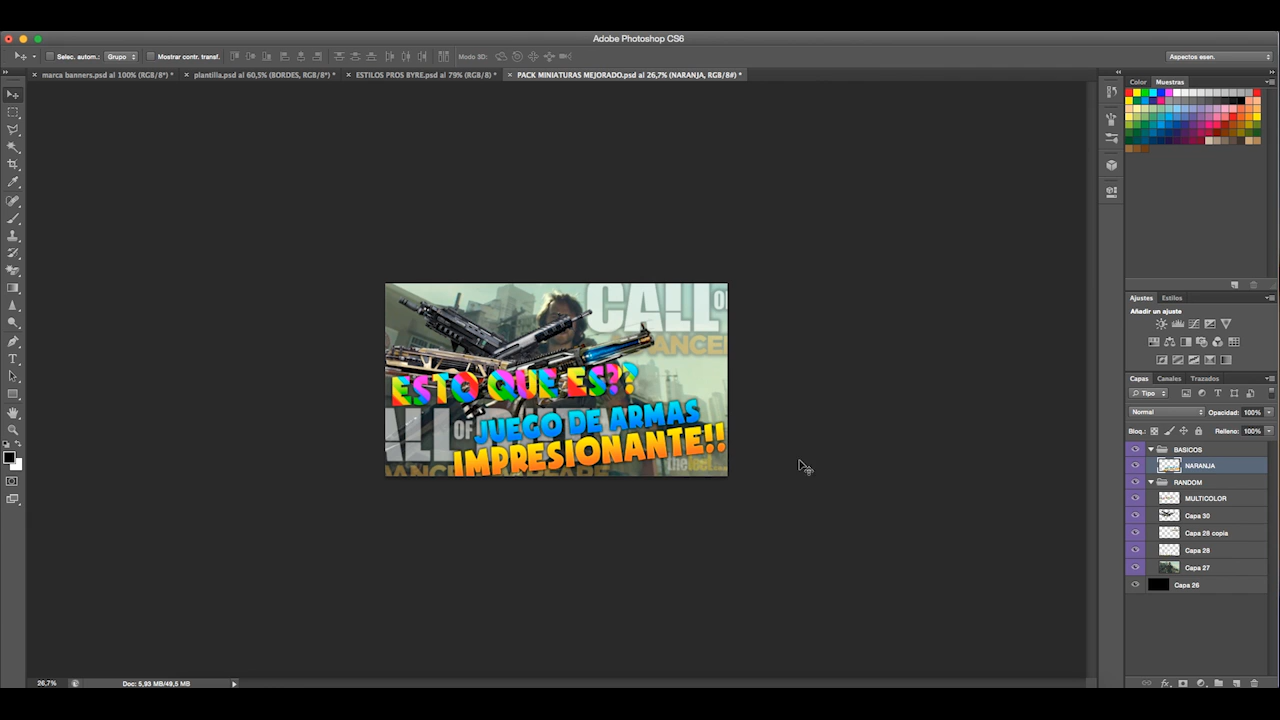 Adobe Photoshop CS6
Selec. autom.: Grupo Mostrar contr. transf. Modo 3D: Aspectos esen.
marca banners.psd al 100% (RGB/8*) * plantilla.psd al 60,5% (BORDES, RGB/8*) * ESTILOS PROS BYRE.psd al 79% (RGB/8) * PACK MINIATURAS MEJORADO.psd al 26,7% (NARANJA, RGB/8#) *
Color Muestras
CALL OF
ESTO QUE ES??
JUEGO DE ARMAS
OF
IMPRESIONANTE!!
Ajustes Estilos
Añadir un ajuste
Capas Canales Trazados
Tipo
Normal Opacidad: 100%
Bloq.: Relleno: 100%
BASICOS
NARANJA
RANDOM
MULTICOLOR
Capa 30
Capa 28 copia
Capa 28
Capa 27
Capa 26
26,7% Doc: 5,93 MB/49,5 MB